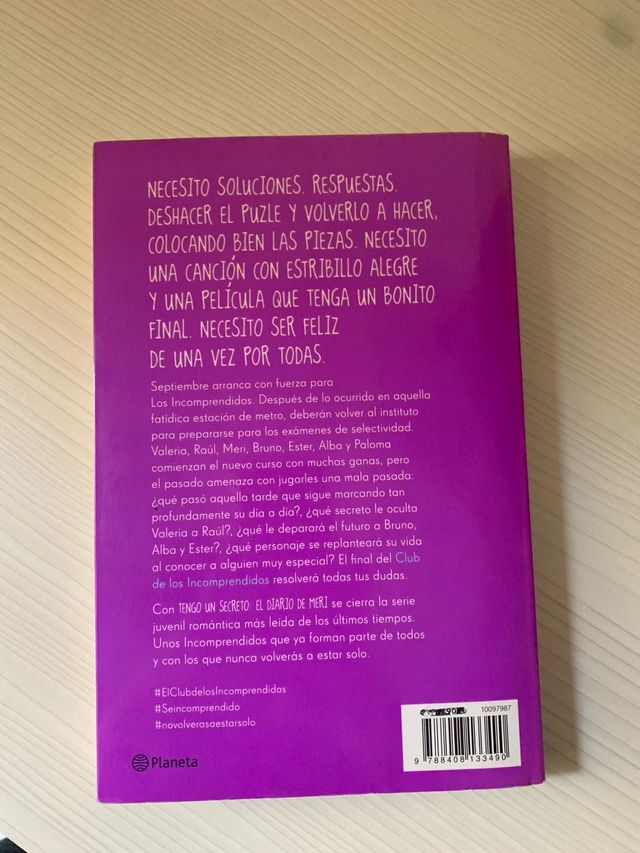 NECESITO SOLUCIONES. RESPUESTAS.
DESHACER EL PUZLE Y VOLVERLO A HACER,
COLOCANDO BIEN LAS PIEZAS. NECESITO
UNA CANCIÓN CON ESTRIBILLO ALEGRE
Y UNA PELÍCULA QUE TENGA UN BONITO
FINAL. NECESITO SER FELIZ
DE UNA VEZ POR TODAS.
Septiembre arranca con fuerza para
Los Incomprendidos. Después de lo ocurrido en aquella
fatídica estación de metro, deberán volver al instituto
para prepararse para los exámenes de selectividad.
Valeria, Raúl, Meri, Bruno, Ester, Alba y Paloma
comienzan el nuevo curso con muchas ganas, pero
el pasado amenaza con jugarles una mala pasada:
¿qué pasó aquella tarde que sigue marcando tan
profundamente su día a día?, ¿qué secreto le oculta
Valeria a Raúl?, ¿qué le deparará el futuro a Bruno,
Alba y Ester?, ¿qué personaje se replanteará su vida
al conocer a alguien muy especial? El final del Club
de los Incomprendidos resolverá todas tus dudas.
Con TENGO UN SECRETO: EL DIARIO DE MERI se cierra la serie
juvenil romántica más leída de los últimos tiempos.
Unos Incomprendidos que ya forman parte de todos
y con los que nunca volverás a estar solo.
#ElClubdelosIncomprendidos
#Seincomprendido
#novolverasaestarsolo
10097987
9 788408 133490
Planeta